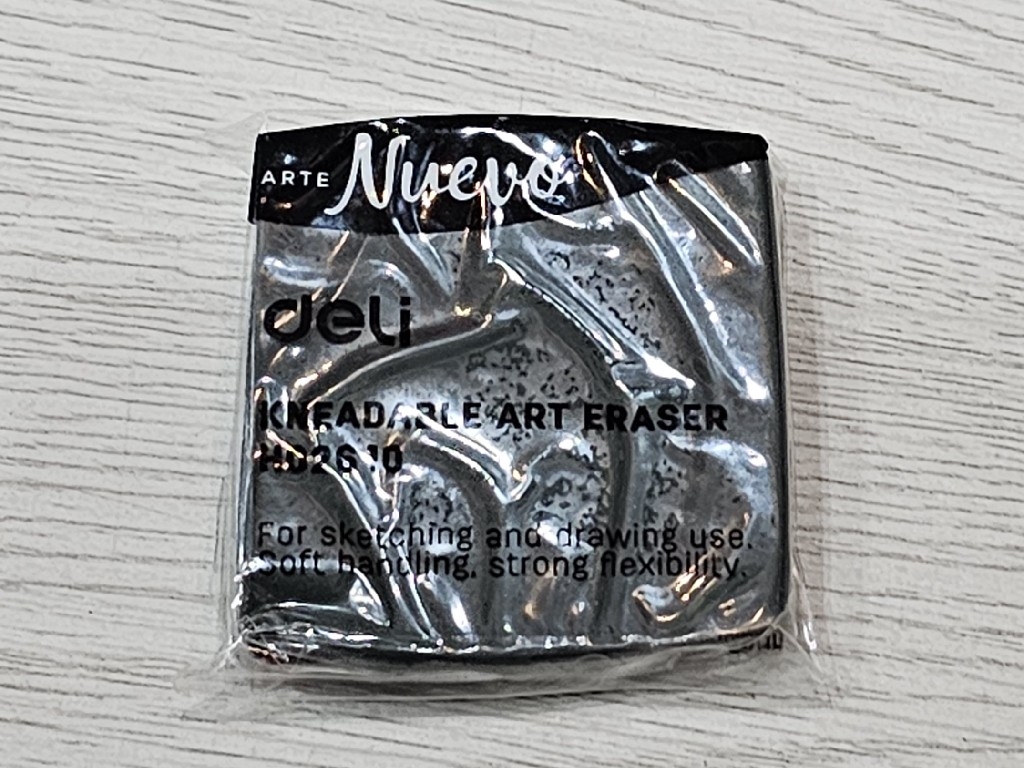 ARTE Nuevo
deli
KNEADABLE ART ERASER
For sketching and drawing use.
Soft handling, strong flexibility.